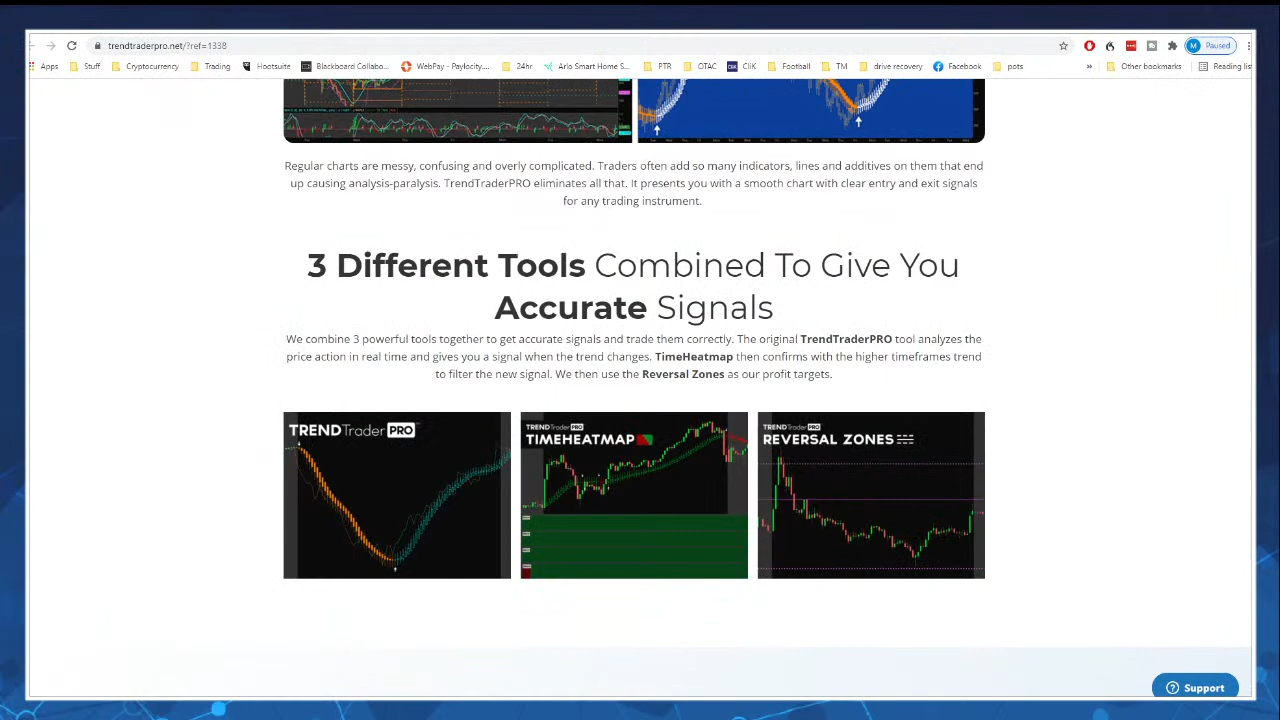 trendtraderpro.net/?ref=1338
M Paused
Apps Stuff Cryptocurrency Trading Hootsuite Blackboard Collabo... WebPay - Paylocity.... 24hr Arlo Smart Home S... PTR OTAC CliK Football TM drive recovery Facebook pots » Other bookmarks Reading list
Regular charts are messy, confusing and overly complicated. Traders often add so many indicators, lines and additives on them that end
up causing analysis-paralysis. TrendTraderPRO eliminates all that. It presents you with a smooth chart with clear entry and exit signals
for any trading instrument.
3 Different Tools Combined To Give You
Accurate Signals
We combine 3 powerful tools together to get accurate signals and trade them correctly. The original TrendTraderPRO tool analyzes the
price action in real time and gives you a signal when the trend changes. TimeHeatmap then confirms with the higher timeframes trend
to filter the new signal. We then use the Reversal Zones as our profit targets.
TRENDTrader PRO
TRENDTrader PRO
TIMEHEATMAP
TRENDTrader PRO
REVERSAL ZONES
Support